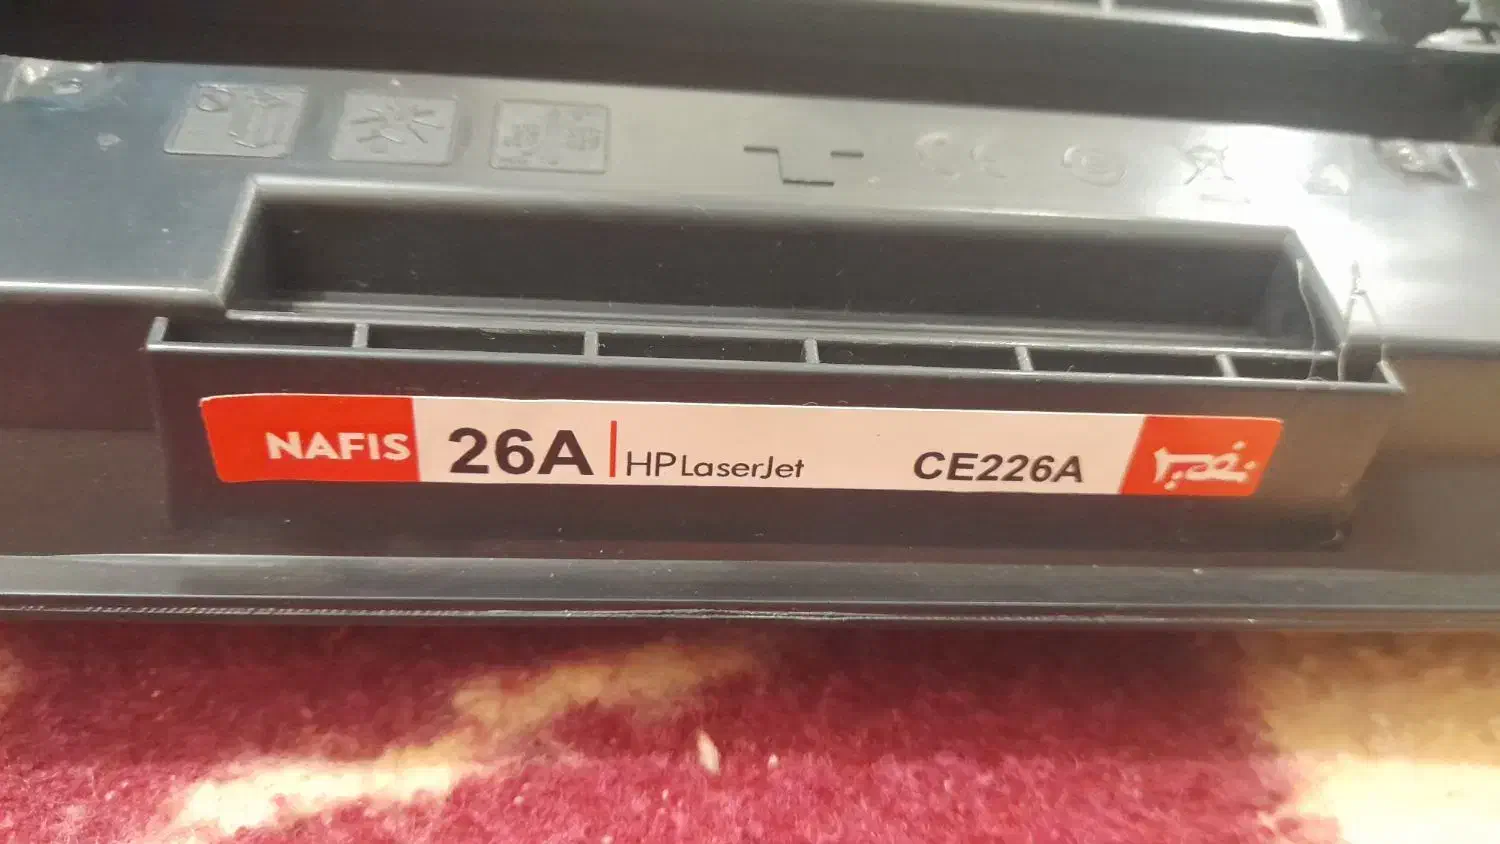 NAFIS 26A HP LaserJet CE226A نفیس